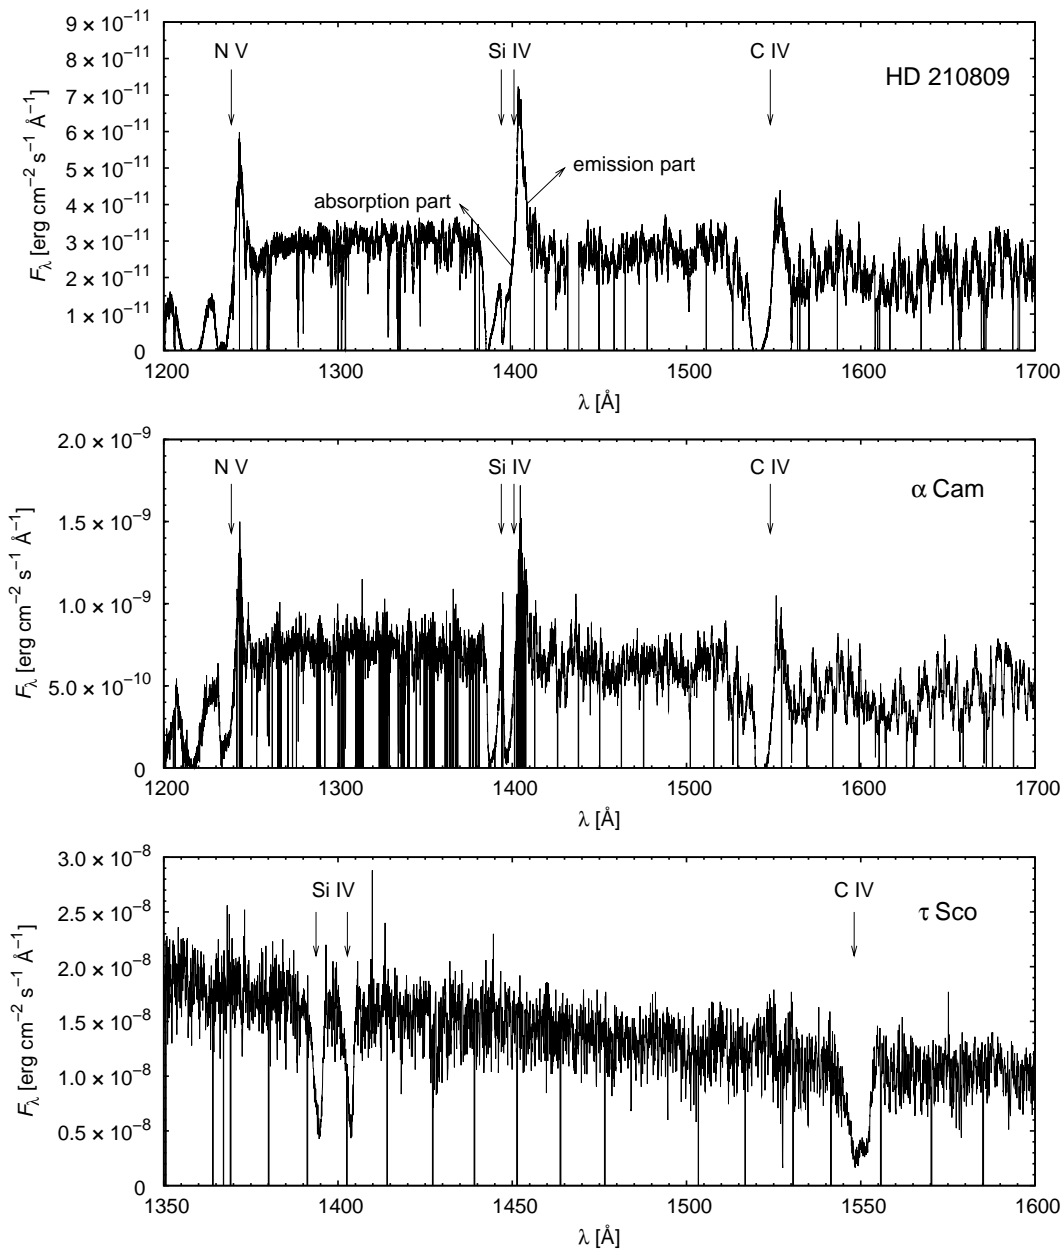 9 × 10⁻¹¹
8 × 10⁻¹¹
7 × 10⁻¹¹
6 × 10⁻¹¹
5 × 10⁻¹¹
4 × 10⁻¹¹
3 × 10⁻¹¹
2 × 10⁻¹¹
1 × 10⁻¹¹
0
Fλ [erg cm⁻² s⁻¹ Å⁻¹]
N V
Si IV
C IV
HD 210809
absorption part
emission part
1200 1300 1400 1500 1600 1700
λ [Å]
2.0 × 10⁻⁹
1.5 × 10⁻⁹
1.0 × 10⁻⁹
5.0 × 10⁻¹⁰
0
Fλ [erg cm⁻² s⁻¹ Å⁻¹]
N V
Si IV
C IV
α Cam
1200 1300 1400 1500 1600 1700
λ [Å]
3.0 × 10⁻⁸
2.5 × 10⁻⁸
2.0 × 10⁻⁸
1.5 × 10⁻⁸
1.0 × 10⁻⁸
0.5 × 10⁻⁸
0
Fλ [erg cm⁻² s⁻¹ Å⁻¹]
Si IV
C IV
τ Sco
1350 1400 1450 1500 1550 1600
λ [Å]